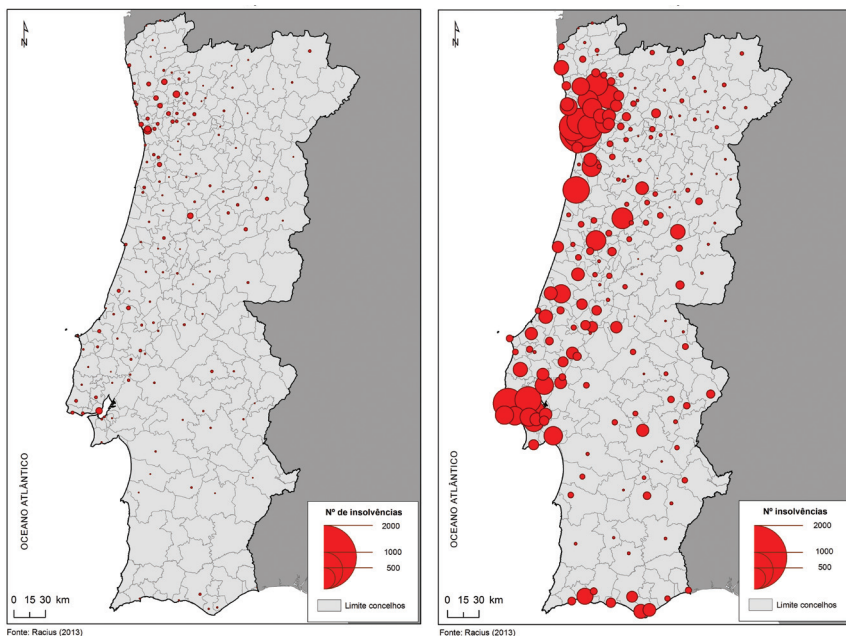 N
OCEANO ATLÂNTICO
Nº de insolvências
2000
1000
500
Limite concelhos
0 15 30 km
Fonte: Racius (2013)
N
OCEANO ATLÂNTICO
Nº insolvências
2000
1000
500
Limite concelhos
0 15 30 km
Fonte: Racius (2013)